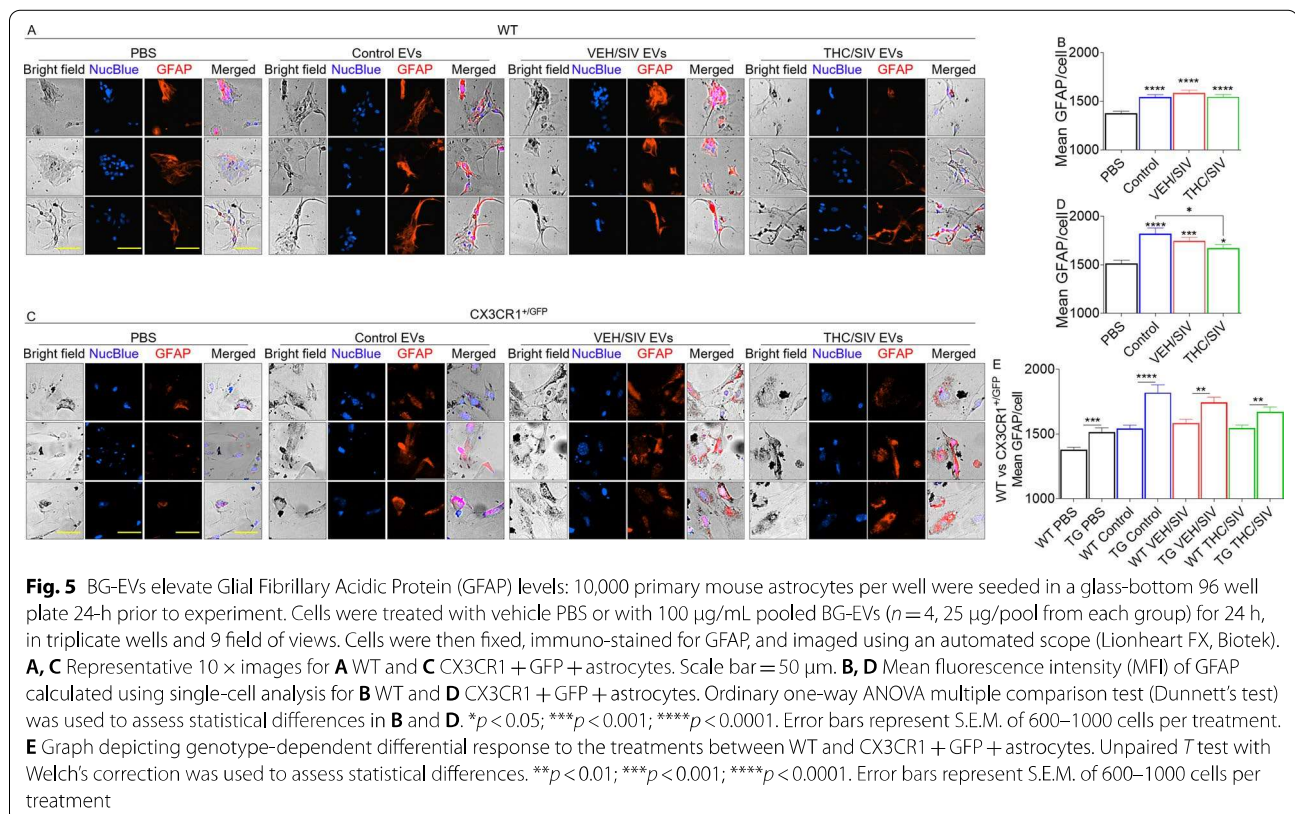 A
WT
PBS
Control EVs
VEH/SIV EVs
THC/SIV EVs
Bright field NucBlue GFAP Merged
Bright field NucBlue GFAP Merged
Bright field NucBlue GFAP Merged
Bright field NucBlue GFAP Merged
B
Mean GFAP/cell
2000
1500
1000
****
****
****
PBS
Control
VEH/SIV
THC/SIV
D
Mean GFAP/cell
2000
1500
1000
*
****
***
*
PBS
Control
VEH/SIV
THC/SIV
C
CX3CR1+/GFP
PBS
Control EVs
VEH/SIV EVs
THC/SIV EVs
Bright field NucBlue GFAP Merged
Bright field NucBlue GFAP Merged
Bright field NucBlue GFAP Merged
Bright field NucBlue GFAP Merged
E
WT vs CX3CR1+/GFP
Mean GFAP/cell
2000
1500
1000
***
****
**
**
WT PBS
TG PBS
WT Control
TG Control
WT VEH/SIV
TG VEH/SIV
WT THC/SIV
TG THC/SIV
Fig. 5 BG-EVs elevate Glial Fibrillary Acidic Protein (GFAP) levels: 10,000 primary mouse astrocytes per well were seeded in a glass-bottom 96 well
plate 24-h prior to experiment. Cells were treated with vehicle PBS or with 100 µg/mL pooled BG-EVs (n = 4, 25 µg/pool from each group) for 24 h,
in triplicate wells and 9 field of views. Cells were then fixed, immuno-stained for GFAP, and imaged using an automated scope (Lionheart FX, Biotek).
A, C Representative 10 × images for A WT and C CX3CR1 + GFP + astrocytes. Scale bar = 50 µm. B, D Mean fluorescence intensity (MFI) of GFAP
calculated using single-cell analysis for B WT and D CX3CR1 + GFP + astrocytes. Ordinary one-way ANOVA multiple comparison test (Dunnett's test)
was used to assess statistical differences in B and D. *p < 0.05; ***p < 0.001; ****p < 0.0001. Error bars represent S.E.M. of 600–1000 cells per treatment.
E Graph depicting genotype-dependent differential response to the treatments between WT and CX3CR1 + GFP + astrocytes. Unpaired T test with
Welch's correction was used to assess statistical differences. **p < 0.01; ***p < 0.001; ****p < 0.0001. Error bars represent S.E.M. of 600–1000 cells per
treatment